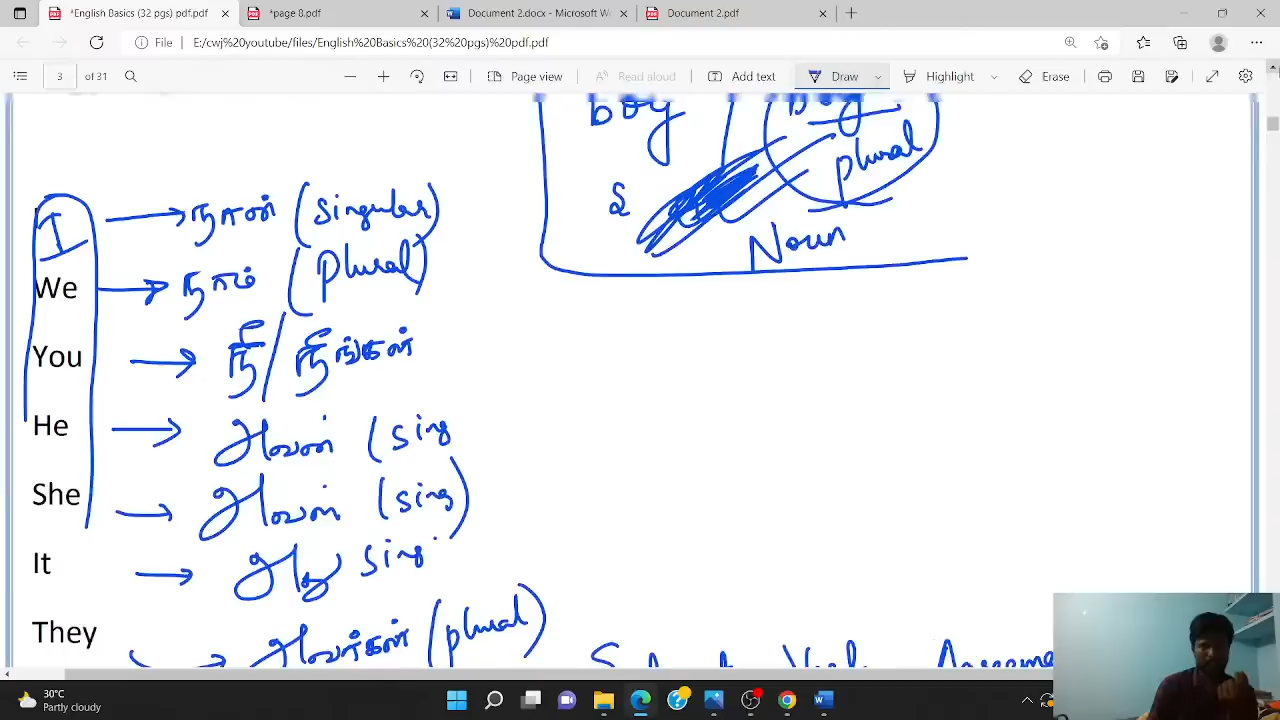 *English Basics (32 pgs) pdf.pdf
*page 8.pdf
Document 2.docx - Microsoft W
Document 2.pdf
File
E:/cwj%20youtube/files/English%20Basics%20(32%20pgs)%20pdf.pdf
3 of 31
Page view
Read aloud
Add text
Draw
Highlight
Erase
boy
boy
plural
Noun
I நான் (singular)
We நாம் (plural)
You நீ/நீங்கள்
He அவன் (sing
She அவள் (sing)
It அது sing
They அவர்கள் (plural)
30°C
Partly cloudy